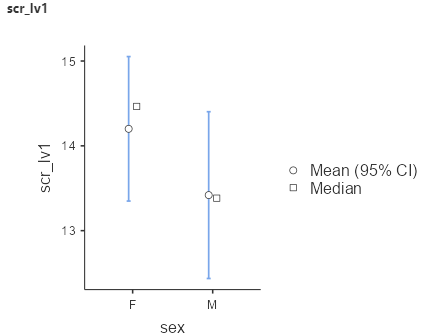 scr_lv1
15
14
13
scr_lv1
F
M
sex
Mean (95% CI)
Median